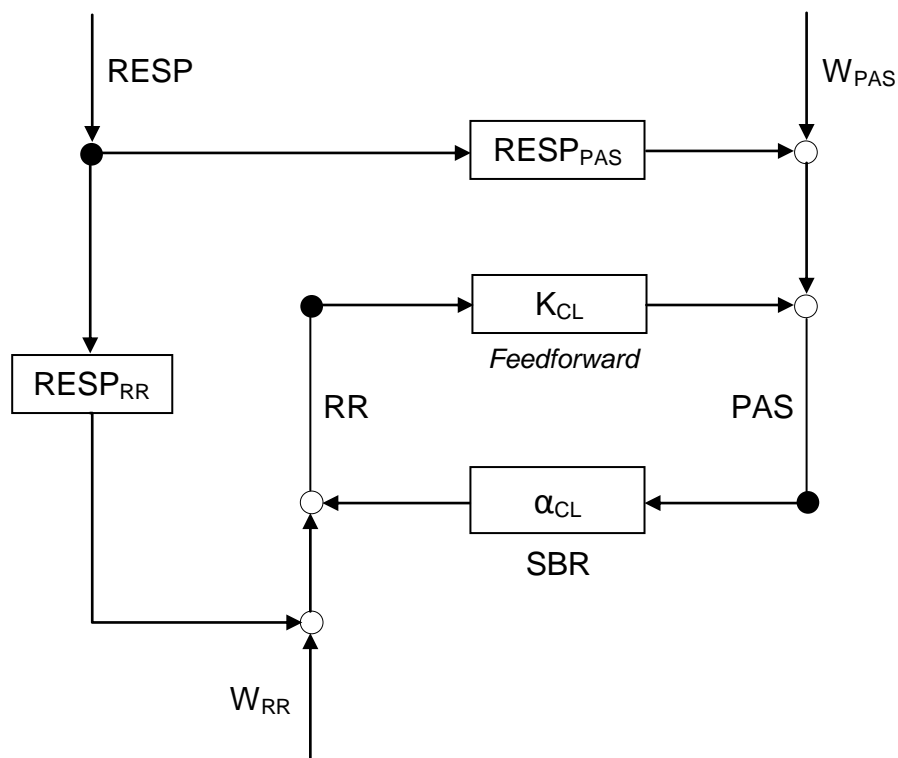 RESP
W_PAS
RESP_PAS
K_CL
Feedforward
RESP_RR
RR
PAS
α_CL
SBR
W_RR